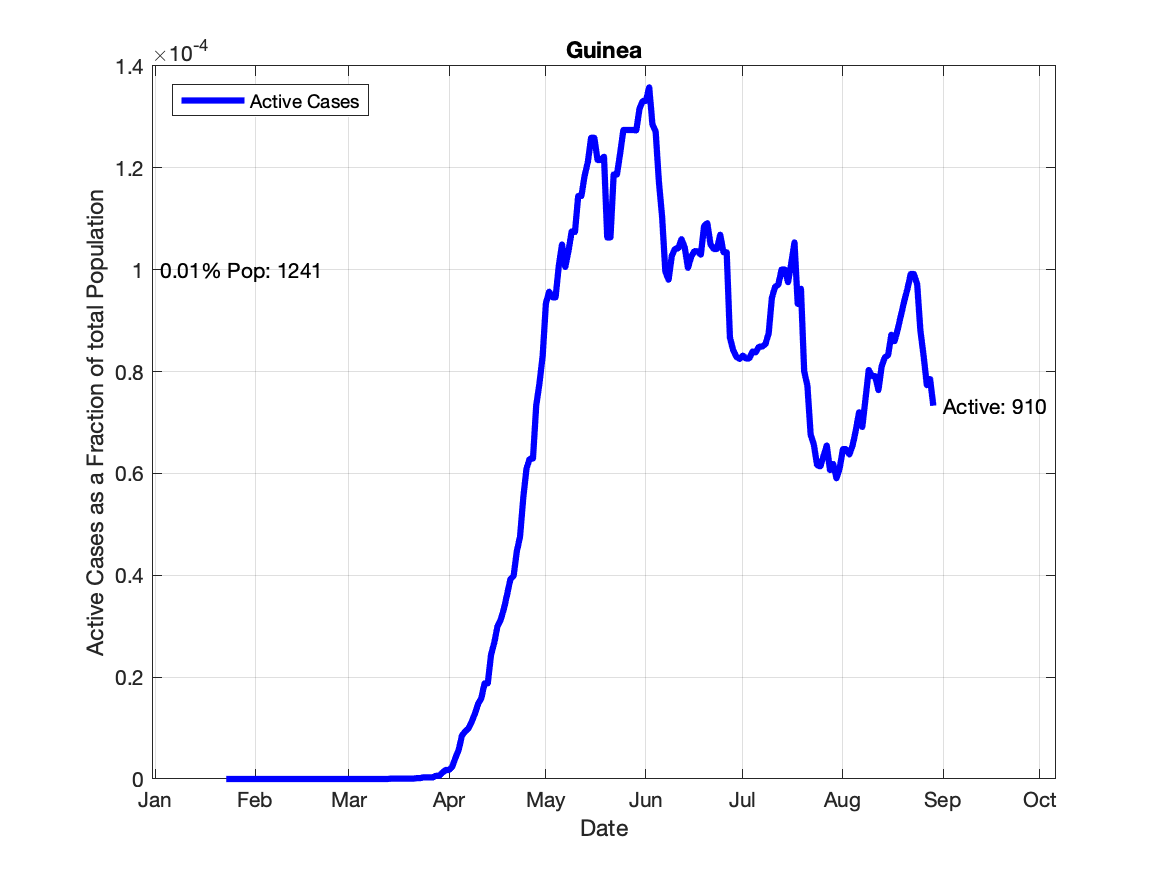 Guinea
×10-4
1.4
1.2
1
0.8
0.6
0.4
0.2
0
Active Cases as a Fraction of total Population
Active Cases
0.01% Pop: 1241
Active: 910
Jan Feb Mar Apr May Jun Jul Aug Sep Oct
Date